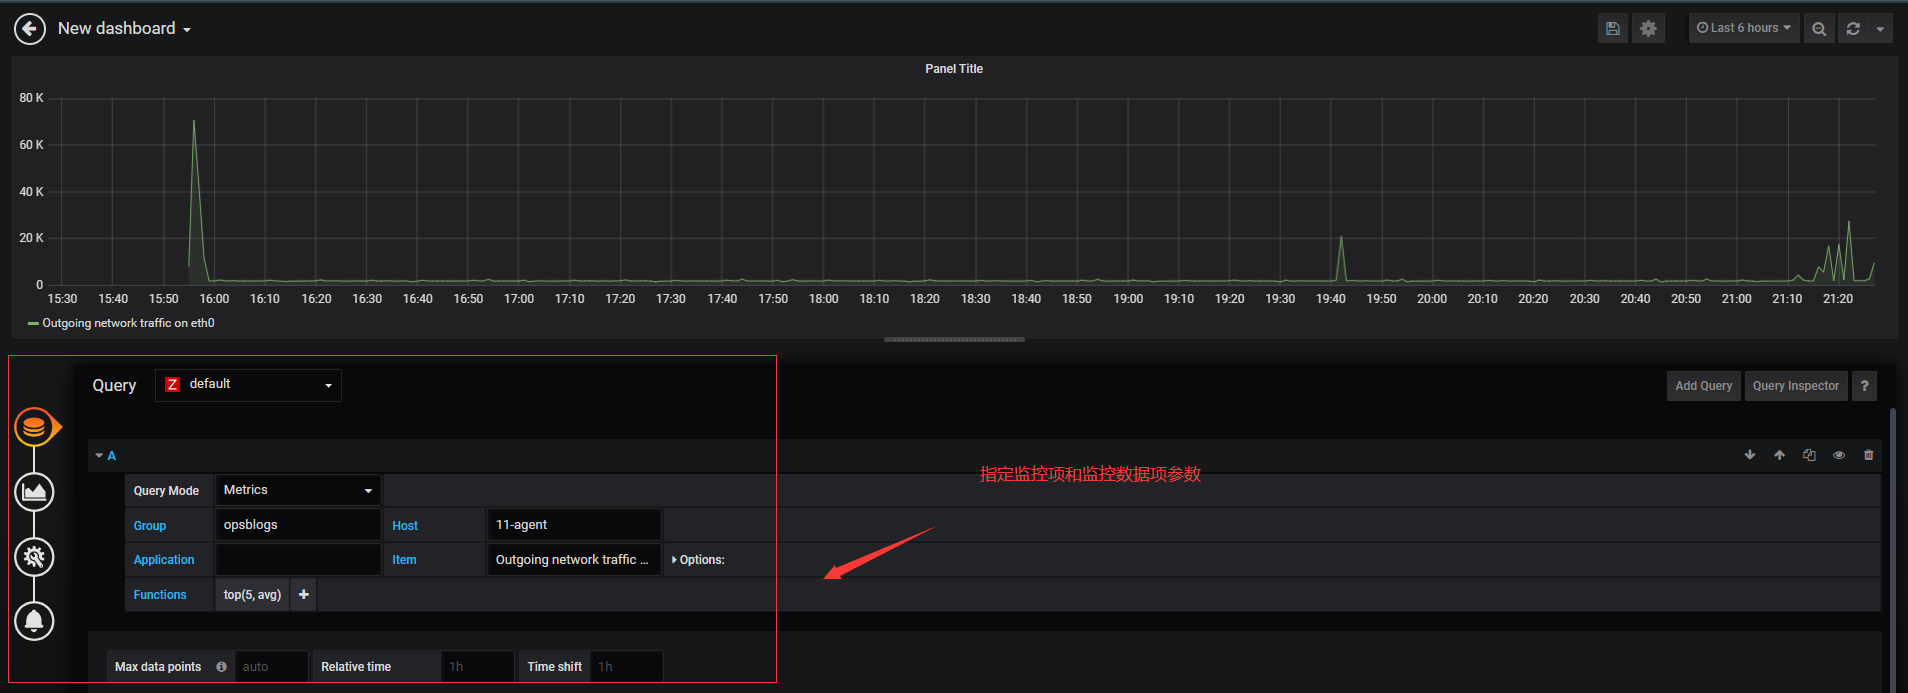 New dashboard
Last 6 hours
Panel Title
80 K
60 K
40 K
20 K
0
15:30 15:40 15:50 16:00 16:10 16:20 16:30 16:40 16:50 17:00 17:10 17:20 17:30 17:40 17:50 18:00 18:10 18:20 18:30 18:40 18:50 19:00 19:10 19:20 19:30 19:40 19:50 20:00 20:10 20:20 20:30 20:40 20:50 21:00 21:10 21:20
Outgoing network traffic on eth0
Query Z default Add Query Query Inspector ?
A
指定监控项和监控数据项参数
Query Mode Metrics
Group opsblogs Host 11-agent
Application Item Outgoing network traffic ... Options:
Functions top(5, avg) +
Max data points auto Relative time 1h Time shift 1h